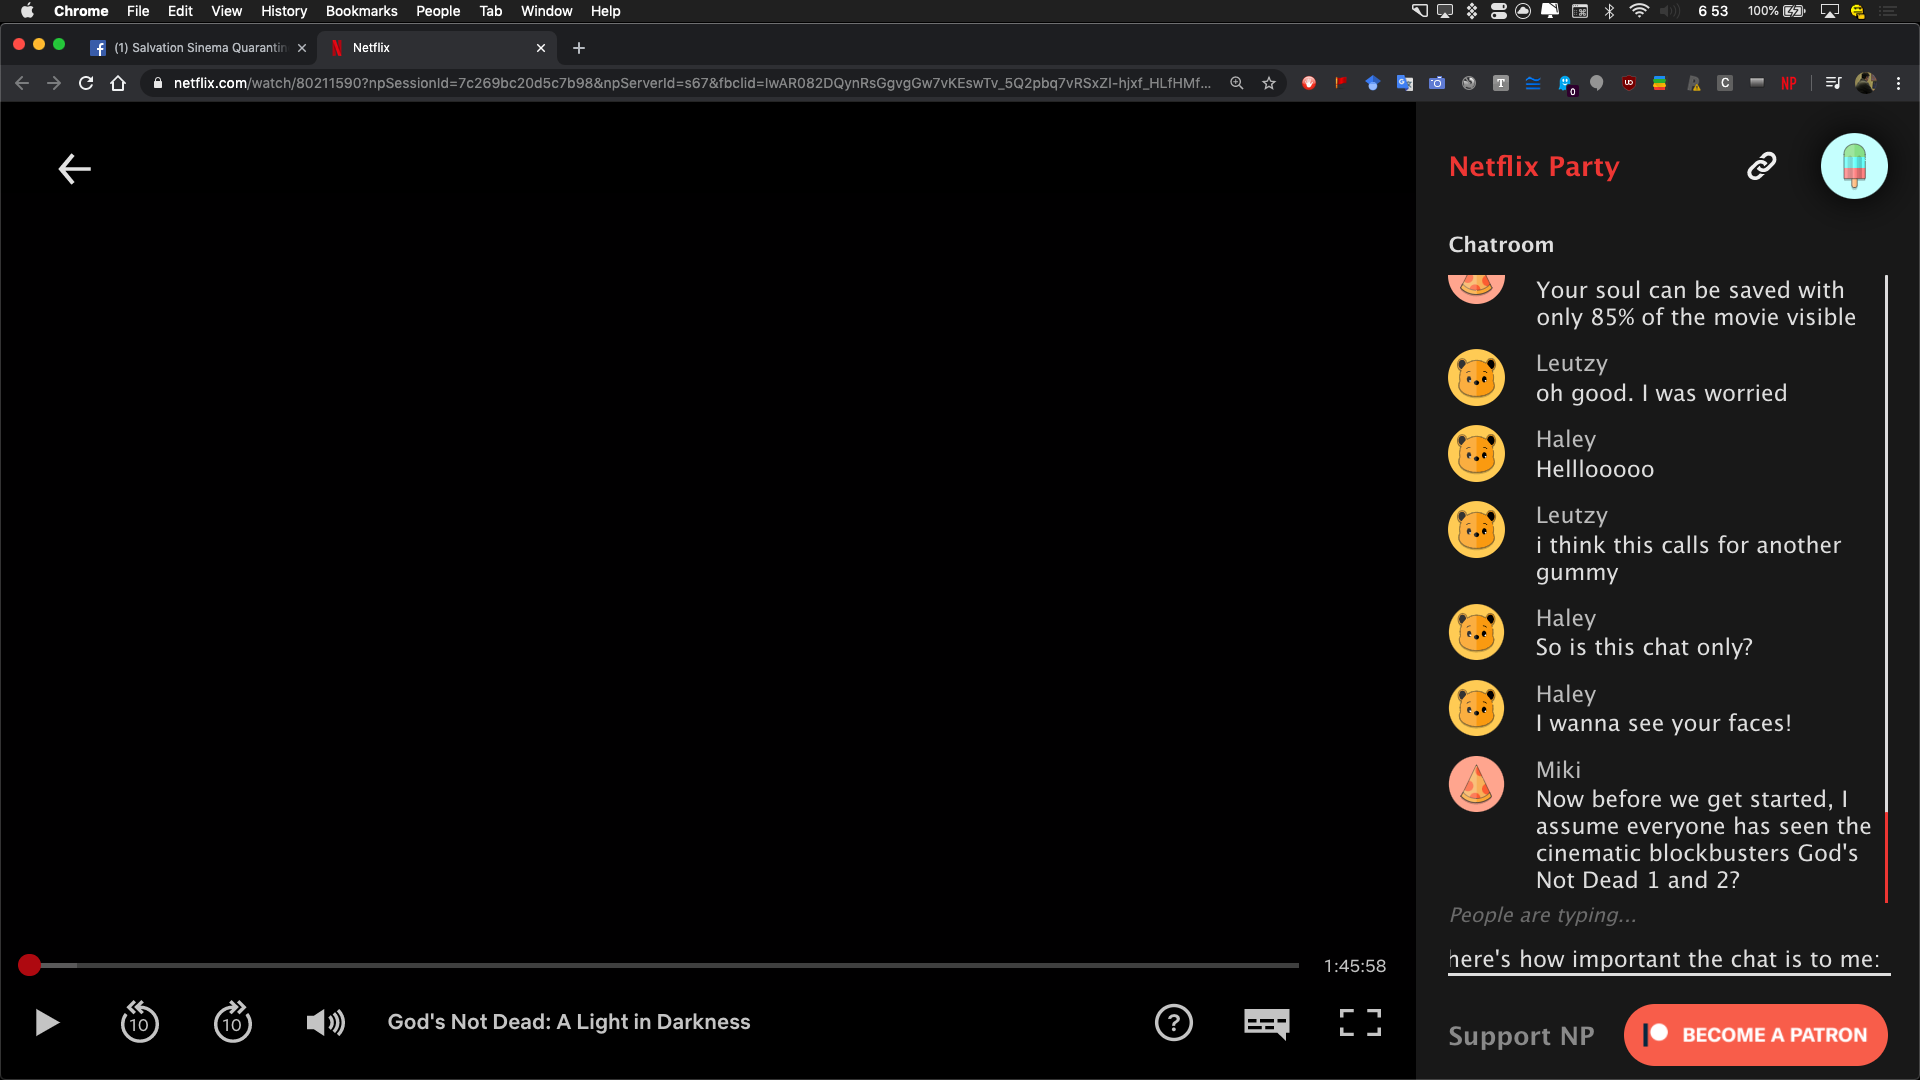 Chrome File Edit View History Bookmarks People Tab Window Help 6 53 100%
(1) Salvation Sinema Quarantin
Netflix
netflix.com/watch/80211590?npSessionId=7c269bc20d5c7b98&npServerId=s67&fbclid=IwAR082DQynRsGgvgGw7vKEswTv_5Q2pbq7vRSxZI-hjxf_HLfHMf...
Netflix Party
Chatroom
Your soul can be saved with
only 85% of the movie visible
Leutzy
oh good. I was worried
Haley
Helllooooo
Leutzy
i think this calls for another
gummy
Haley
So is this chat only?
Haley
I wanna see your faces!
Miki
Now before we get started, I
assume everyone has seen the
cinematic blockbusters God's
Not Dead 1 and 2?
People are typing...
here's how important the chat is to me:
1:45:58
10 10 God's Not Dead: A Light in Darkness ?
Support NP BECOME A PATRON